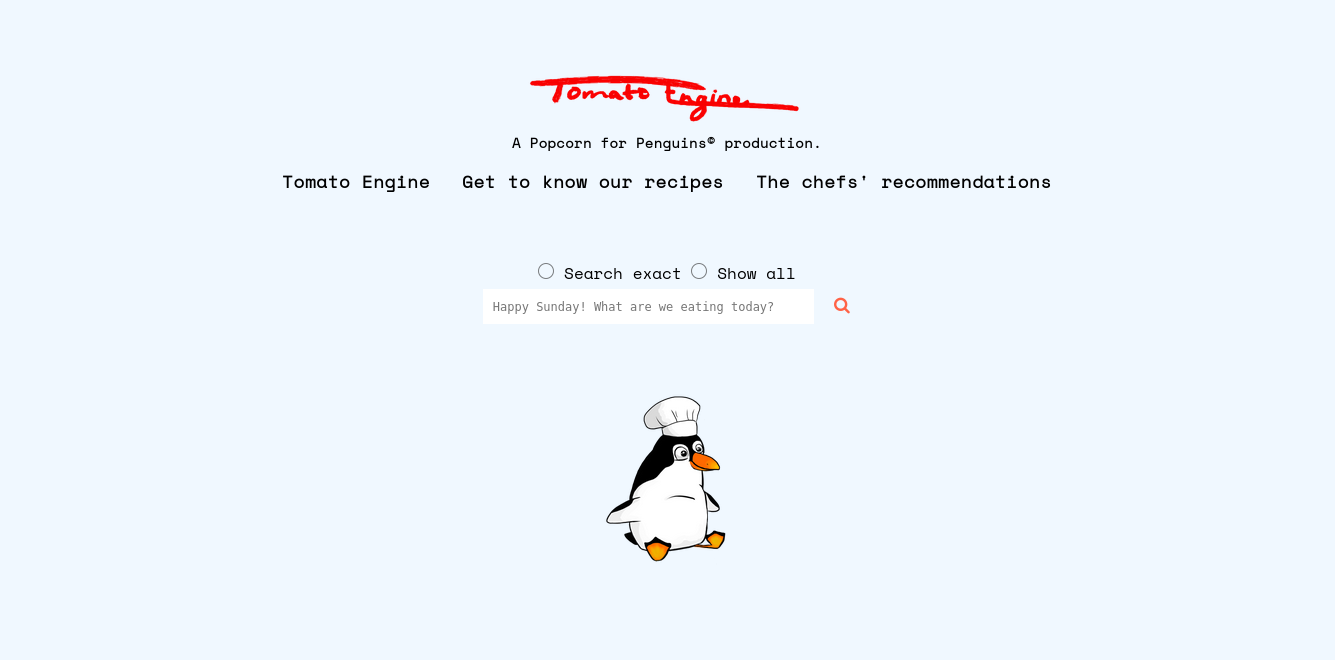 Tomato Engine
A Popcorn for Penguins© production.
Tomato Engine Get to know our recipes The chefs' recommendations
Search exact Show all
Happy Sunday! What are we eating today?